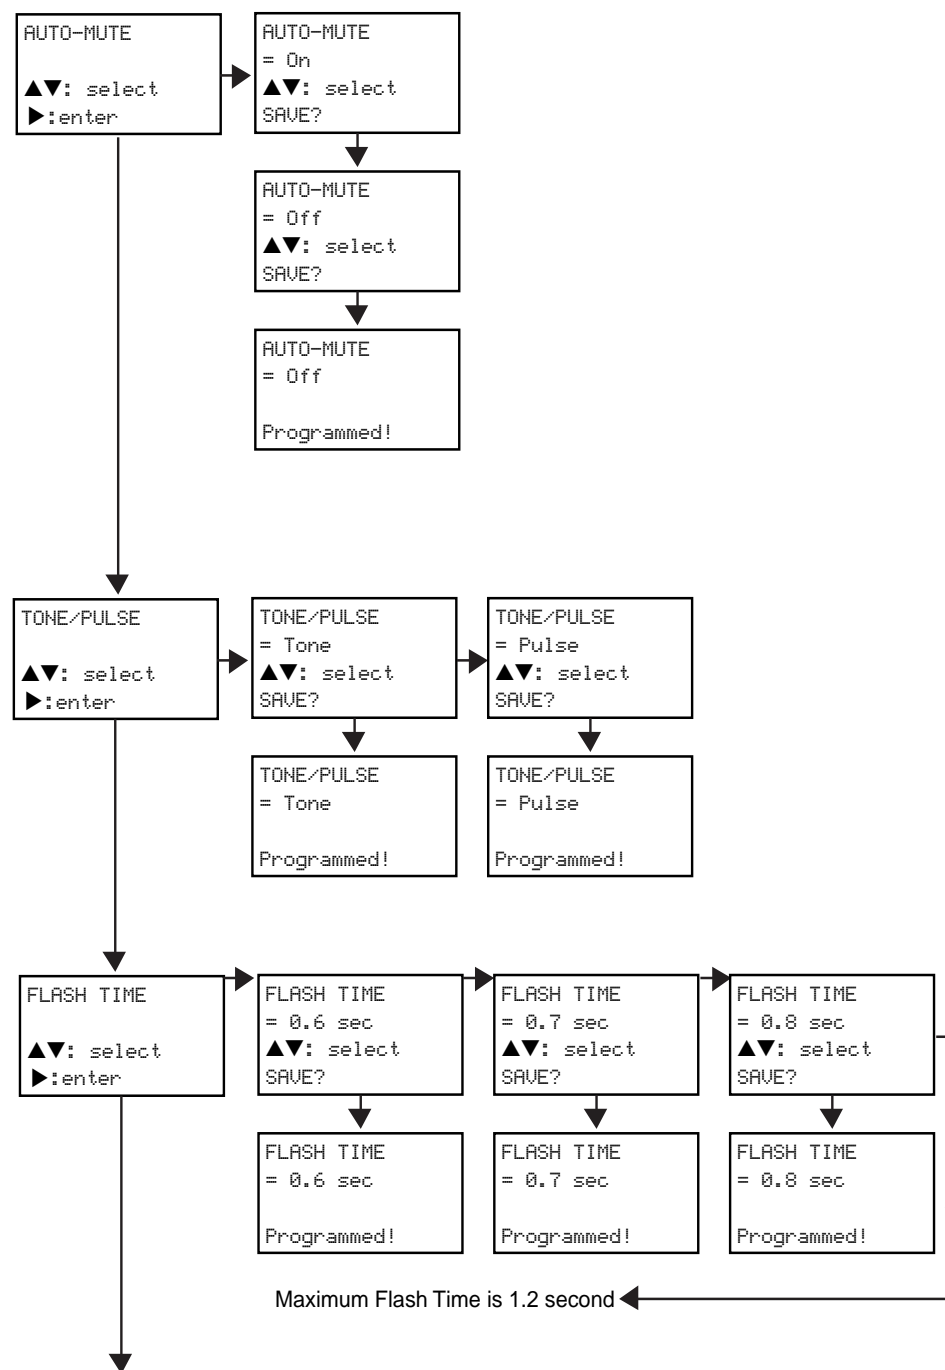 AUTO-MUTE
▲▼: select
▶:enter
AUTO-MUTE
= On
▲▼: select
SAVE?
AUTO-MUTE
= Off
▲▼: select
SAVE?
AUTO-MUTE
= Off
Programmed!
TONE/PULSE
▲▼: select
▶:enter
TONE/PULSE
= Tone
▲▼: select
SAVE?
TONE/PULSE
= Pulse
▲▼: select
SAVE?
TONE/PULSE
= Tone
Programmed!
TONE/PULSE
= Pulse
Programmed!
FLASH TIME
▲▼: select
▶:enter
FLASH TIME
= 0.6 sec
▲▼: select
SAVE?
FLASH TIME
= 0.7 sec
▲▼: select
SAVE?
FLASH TIME
= 0.8 sec
▲▼: select
SAVE?
FLASH TIME
= 0.6 sec
Programmed!
FLASH TIME
= 0.7 sec
Programmed!
FLASH TIME
= 0.8 sec
Programmed!
Maximum Flash Time is 1.2 second